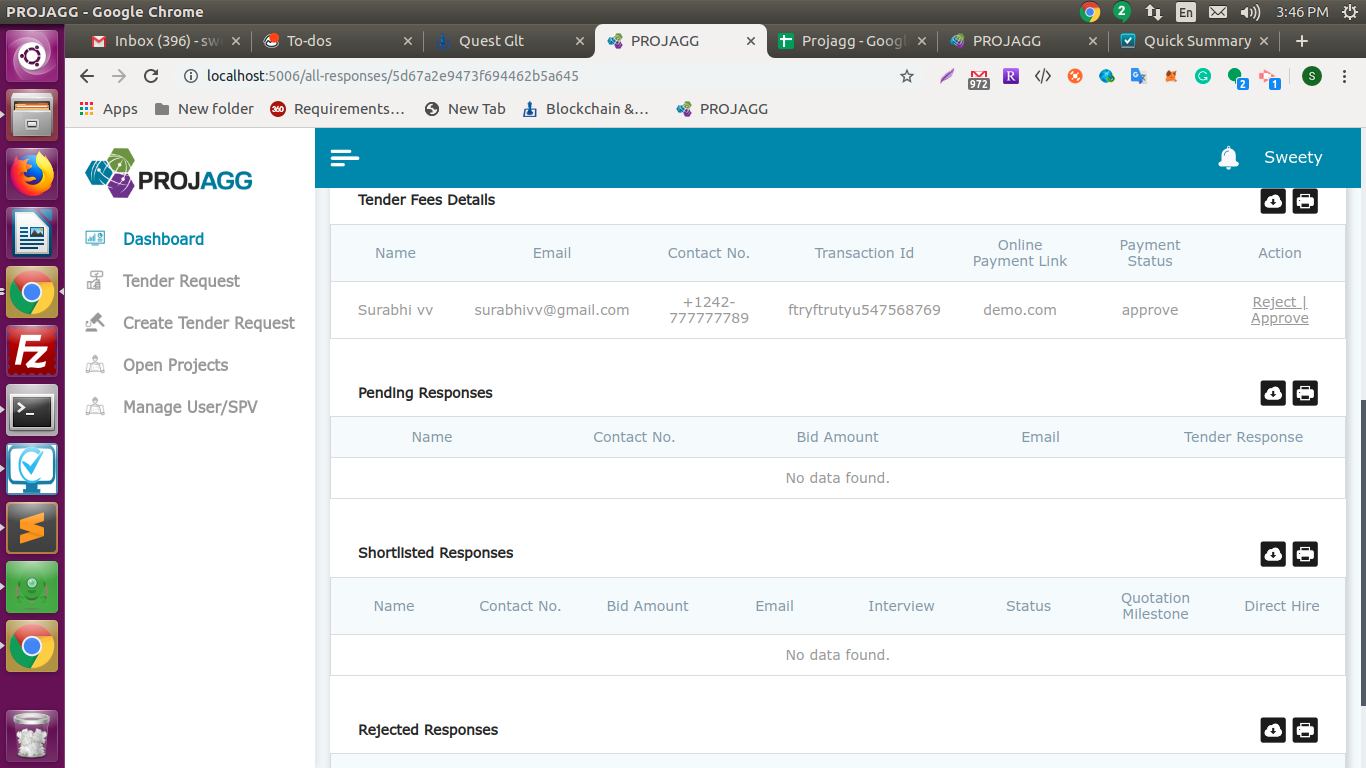 PROJAGG - Google Chrome
2
En
3:46 PM
Inbox (396) - sw
To-dos
Quest Glt
PROJAGG
Projagg - Goog
PROJAGG
Quick Summary
localhost:5006/all-responses/5d67a2e9473f694462b5a645
972
R
2
1
S
Apps
New folder
360
Requirements...
New Tab
Blockchain &...
PROJAGG
PROJAGG
Sweety
Dashboard
Tender Request
Create Tender Request
Open Projects
Manage User/SPV
Tender Fees Details
Name
Email
Contact No.
Transaction Id
Online
Payment Link
Payment
Status
Action
Surabhi vv
surabhivv@gmail.com
+1242-
777777789
ftryftrutyu547568769
demo.com
approve
Reject |
Approve
Pending Responses
Name
Contact No.
Bid Amount
Email
Tender Response
No data found.
Shortlisted Responses
Name
Contact No.
Bid Amount
Email
Interview
Status
Quotation
Milestone
Direct Hire
No data found.
Rejected Responses
Fz